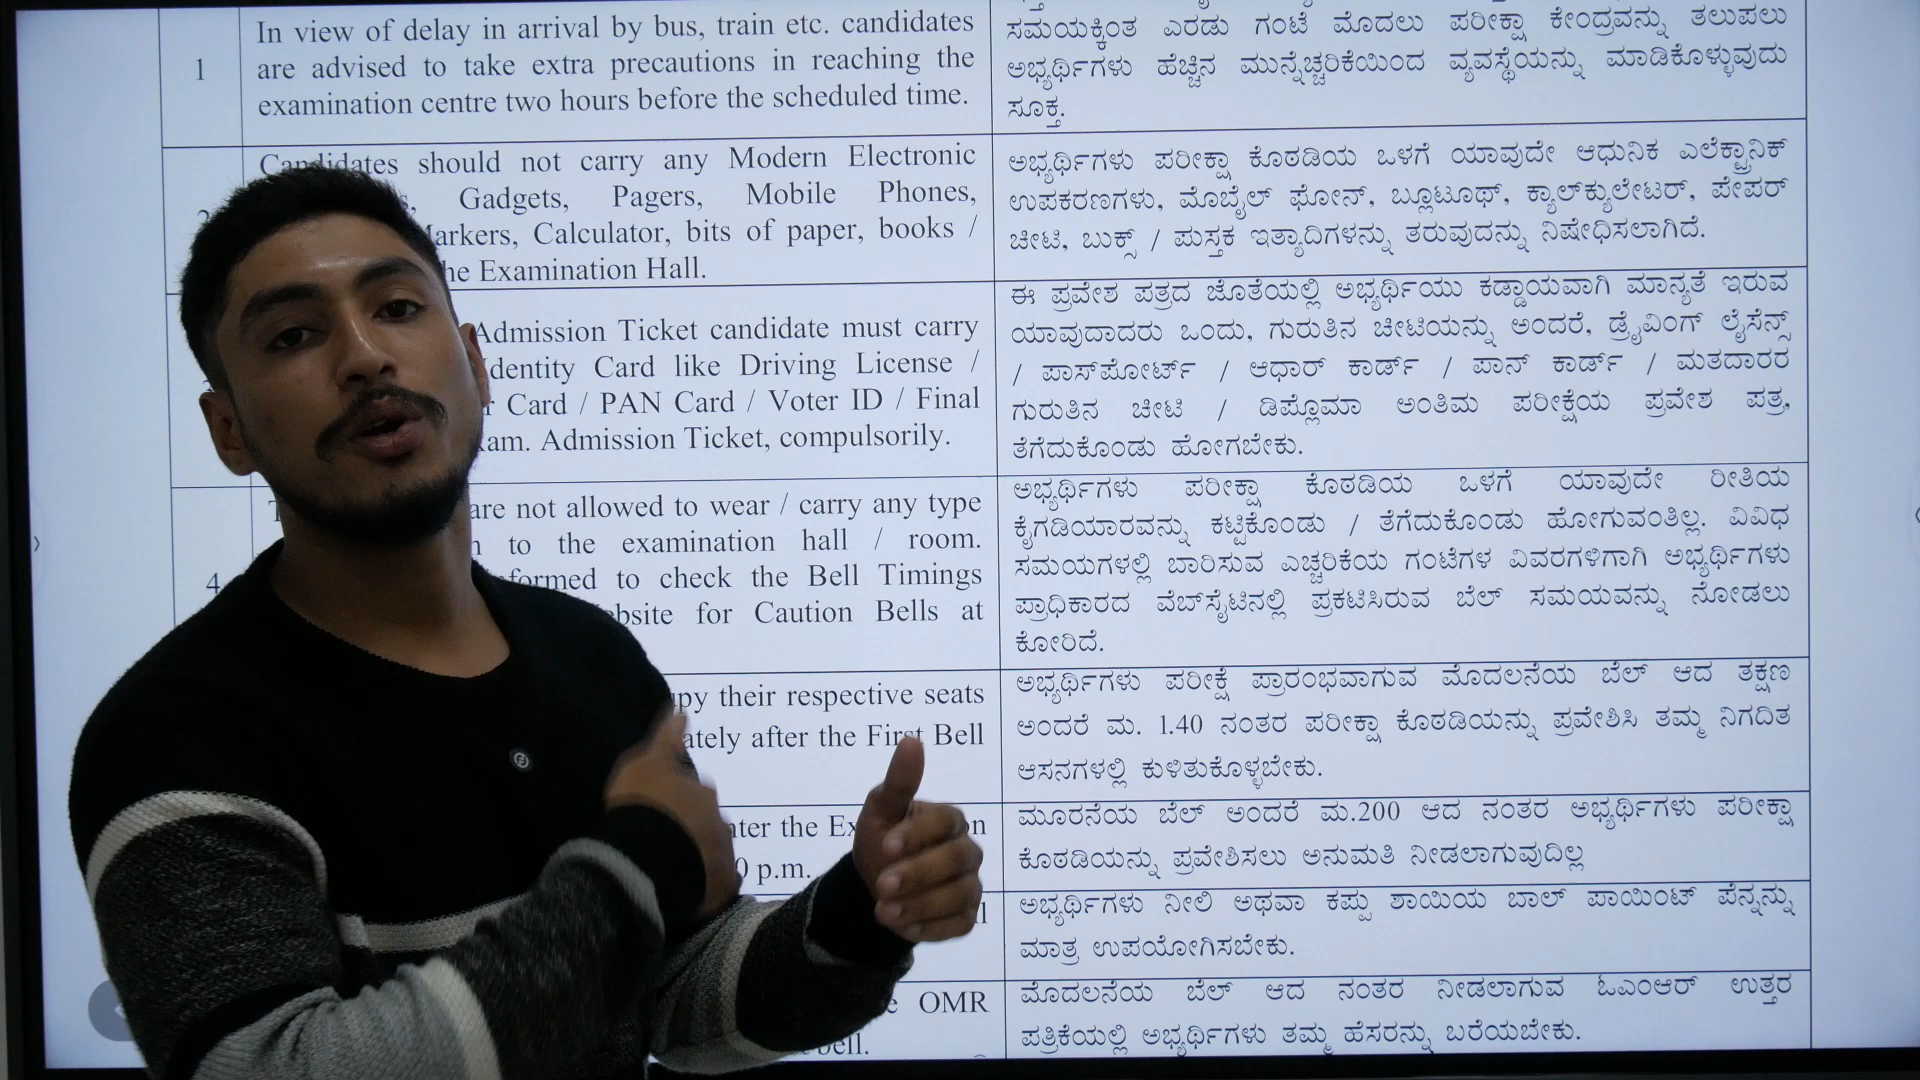 1
In view of delay in arrival by bus, train etc. candidates
are advised to take extra precautions in reaching the
examination centre two hours before the scheduled time.
ಸಮಯಕ್ಕಿಂತ ಎರಡು ಗಂಟೆ ಮೊದಲು ಪರೀಕ್ಷಾ ಕೇಂದ್ರವನ್ನು ತಲುಪಲು
ಅಭ್ಯರ್ಥಿಗಳು ಹೆಚ್ಚಿನ ಮುನ್ನೆಚ್ಚರಿಕೆಯಿಂದ ವ್ಯವಸ್ಥೆಯನ್ನು ಮಾಡಿಕೊಳ್ಳುವುದು
ಸೂಕ್ತ.
Candidates should not carry any Modern Electronic
Gadgets, Pagers, Mobile Phones,
Markers, Calculator, bits of paper, books /
the Examination Hall.
ಅಭ್ಯರ್ಥಿಗಳು ಪರೀಕ್ಷಾ ಕೊಠಡಿಯ ಒಳಗೆ ಯಾವುದೇ ಆಧುನಿಕ ಎಲೆಕ್ಟ್ರಾನಿಕ್
ಉಪಕರಣಗಳು, ಮೊಬೈಲ್ ಫೋನ್, ಬ್ಲೂಟೂಥ್, ಕ್ಯಾಲ್‌ಕ್ಯುಲೇಟರ್, ಪೇಪರ್
ಚೀಟಿ, ಬುಕ್ಸ್ / ಪುಸ್ತಕ ಇತ್ಯಾದಿಗಳನ್ನು ತರುವುದನ್ನು ನಿಷೇಧಿಸಲಾಗಿದೆ.
Admission Ticket candidate must carry
Identity Card like Driving License /
Card / PAN Card / Voter ID / Final
Admission Ticket, compulsorily.
ಈ ಪ್ರವೇಶ ಪತ್ರದ ಜೊತೆಯಲ್ಲಿ ಅಭ್ಯರ್ಥಿಯು ಕಡ್ಡಾಯವಾಗಿ ಮಾನ್ಯತೆ ಇರುವ
ಯಾವುದಾದರು ಒಂದು, ಗುರುತಿನ ಚೀಟಿಯನ್ನು ಅಂದರೆ, ಡ್ರೈವಿಂಗ್ ಲೈಸೆನ್ಸ್
/ ಪಾಸ್‌ಪೋರ್ಟ್ / ಆಧಾರ್ ಕಾರ್ಡ್ / ಪಾನ್ ಕಾರ್ಡ್ / ಮತದಾರರ
ಗುರುತಿನ ಚೀಟಿ / ಡಿಪ್ಲೊಮಾ ಅಂತಿಮ ಪರೀಕ್ಷೆಯ ಪ್ರವೇಶ ಪತ್ರ,
ತೆಗೆದುಕೊಂಡು ಹೋಗಬೇಕು.
4
are not allowed to wear / carry any type
to the examination hall / room.
informed to check the Bell Timings
website for Caution Bells at
ಅಭ್ಯರ್ಥಿಗಳು ಪರೀಕ್ಷಾ ಕೊಠಡಿಯ ಒಳಗೆ ಯಾವುದೇ ರೀತಿಯ
ಕೈಗಡಿಯಾರವನ್ನು ಕಟ್ಟಿಕೊಂಡು / ತೆಗೆದುಕೊಂಡು ಹೋಗುವಂತಿಲ್ಲ. ವಿವಿಧ
ಸಮಯಗಳಲ್ಲಿ ಬಾರಿಸುವ ಎಚ್ಚರಿಕೆಯ ಗಂಟೆಗಳ ವಿವರಗಳಿಗಾಗಿ ಅಭ್ಯರ್ಥಿಗಳು
ಪ್ರಾಧಿಕಾರದ ವೆಬ್‌ಸೈಟಿನಲ್ಲಿ ಪ್ರಕಟಿಸಿರುವ ಬೆಲ್ ಸಮಯವನ್ನು ನೋಡಲು
ಕೋರಿದೆ.
their respective seats
after the First Bell
ಅಭ್ಯರ್ಥಿಗಳು ಪರೀಕ್ಷೆ ಪ್ರಾರಂಭವಾಗುವ ಮೊದಲನೆಯ ಬೆಲ್ ಆದ ತಕ್ಷಣ
ಅಂದರೆ ಮ. 1.40 ನಂತರ ಪರೀಕ್ಷಾ ಕೊಠಡಿಯನ್ನು ಪ್ರವೇಶಿಸಿ ತಮ್ಮ ನಿಗದಿತ
ಆಸನಗಳಲ್ಲಿ ಕುಳಿತುಕೊಳ್ಳಬೇಕು.
the
p.m.
ಮೂರನೆಯ ಬೆಲ್ ಅಂದರೆ ಮ.200 ಆದ ನಂತರ ಅಭ್ಯರ್ಥಿಗಳು ಪರೀಕ್ಷಾ
ಕೊಠಡಿಯನ್ನು ಪ್ರವೇಶಿಸಲು ಅನುಮತಿ ನೀಡಲಾಗುವುದಿಲ್ಲ
ಅಭ್ಯರ್ಥಿಗಳು ನೀಲಿ ಅಥವಾ ಕಪ್ಪು ಶಾಯಿಯ ಬಾಲ್ ಪಾಯಿಂಟ್ ಪೆನ್ನನ್ನು
ಮಾತ್ರ ಉಪಯೋಗಿಸಬೇಕು.
OMR
bell.
ಮೊದಲನೆಯ ಬೆಲ್ ಆದ ನಂತರ ನೀಡಲಾಗುವ ಓಎಂಆರ್ ಉತ್ತರ
ಪತ್ರಿಕೆಯಲ್ಲಿ ಅಭ್ಯರ್ಥಿಗಳು ತಮ್ಮ ಹೆಸರನ್ನು ಬರೆಯಬೇಕು.